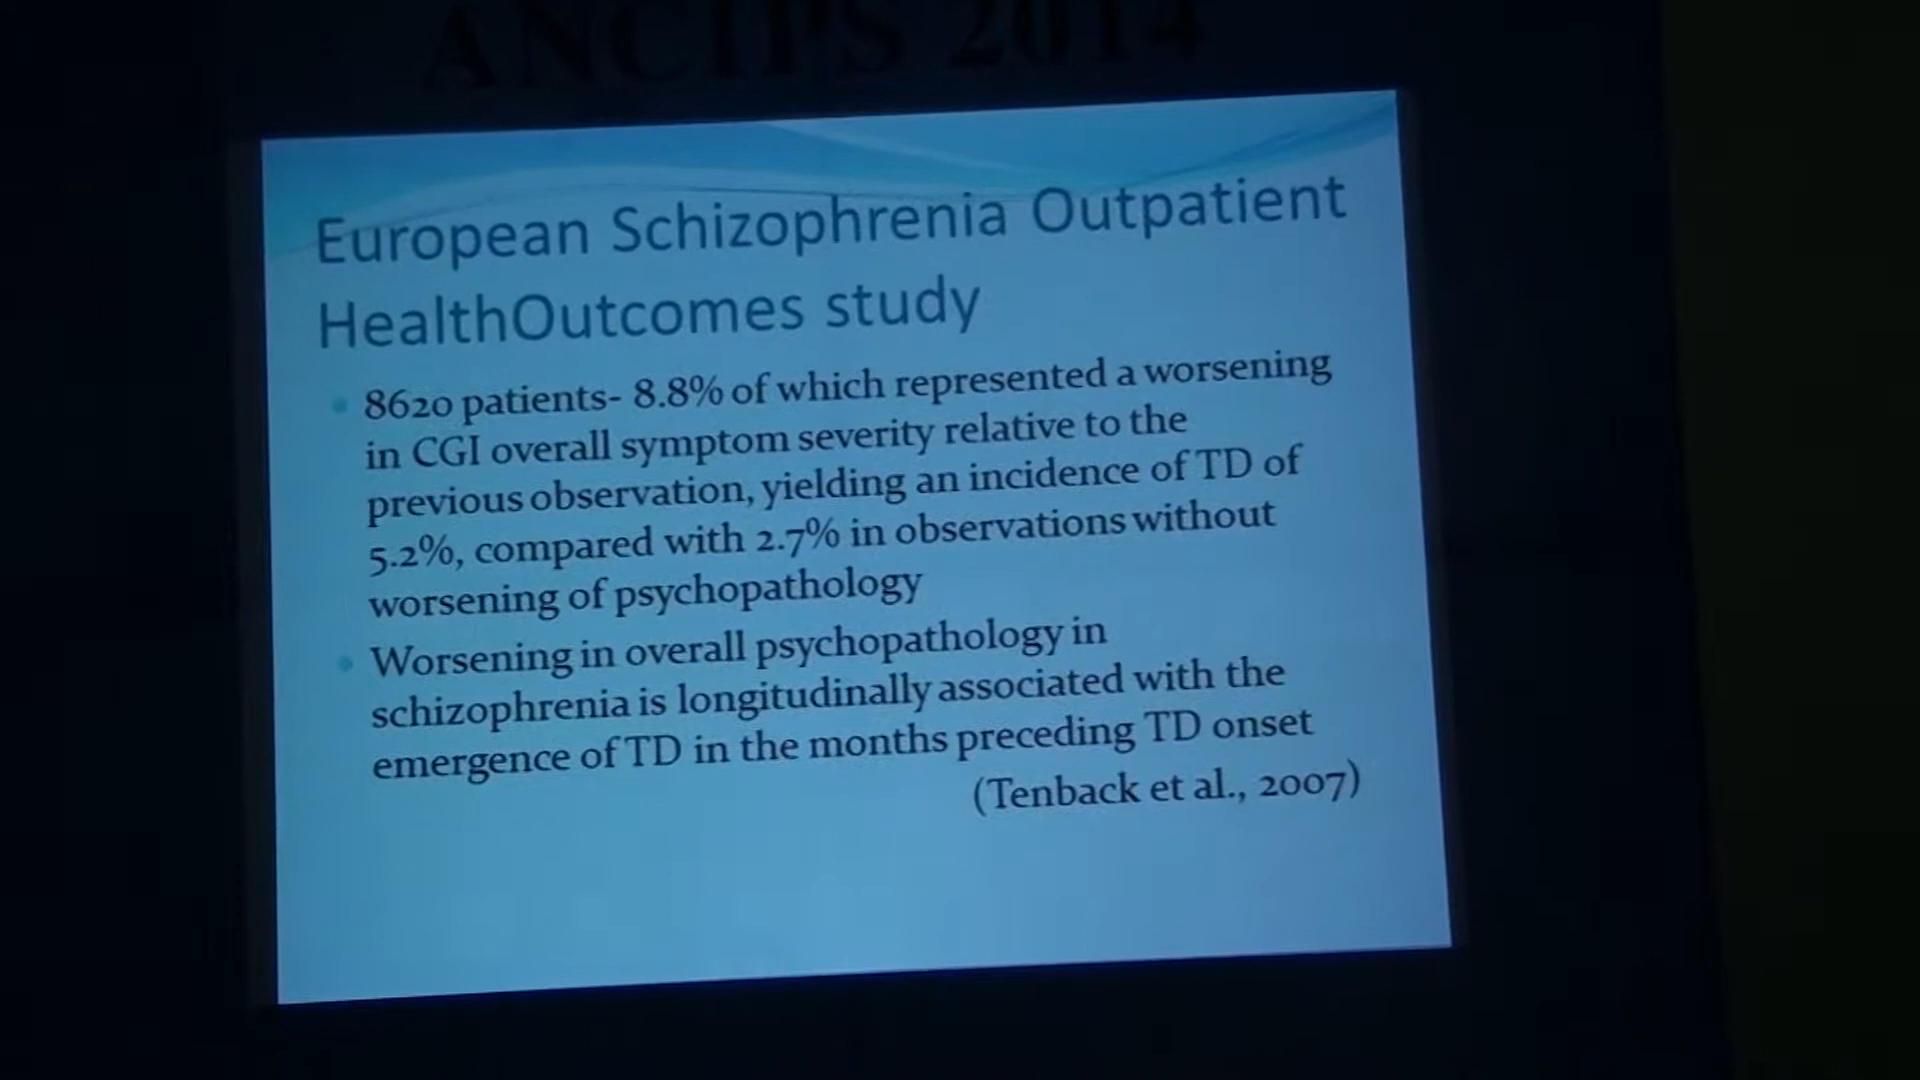 ANCIPS 2014
European Schizophrenia Outpatient
HealthOutcomes study
8620 patients- 8.8% of which represented a worsening
in CGI overall symptom severity relative to the
previous observation, yielding an incidence of TD of
5.2%, compared with 2.7% in observations without
worsening of psychopathology
Worsening in overall psychopathology in
schizophrenia is longitudinally associated with the
emergence of TD in the months preceding TD onset
(Tenback et al., 2007)